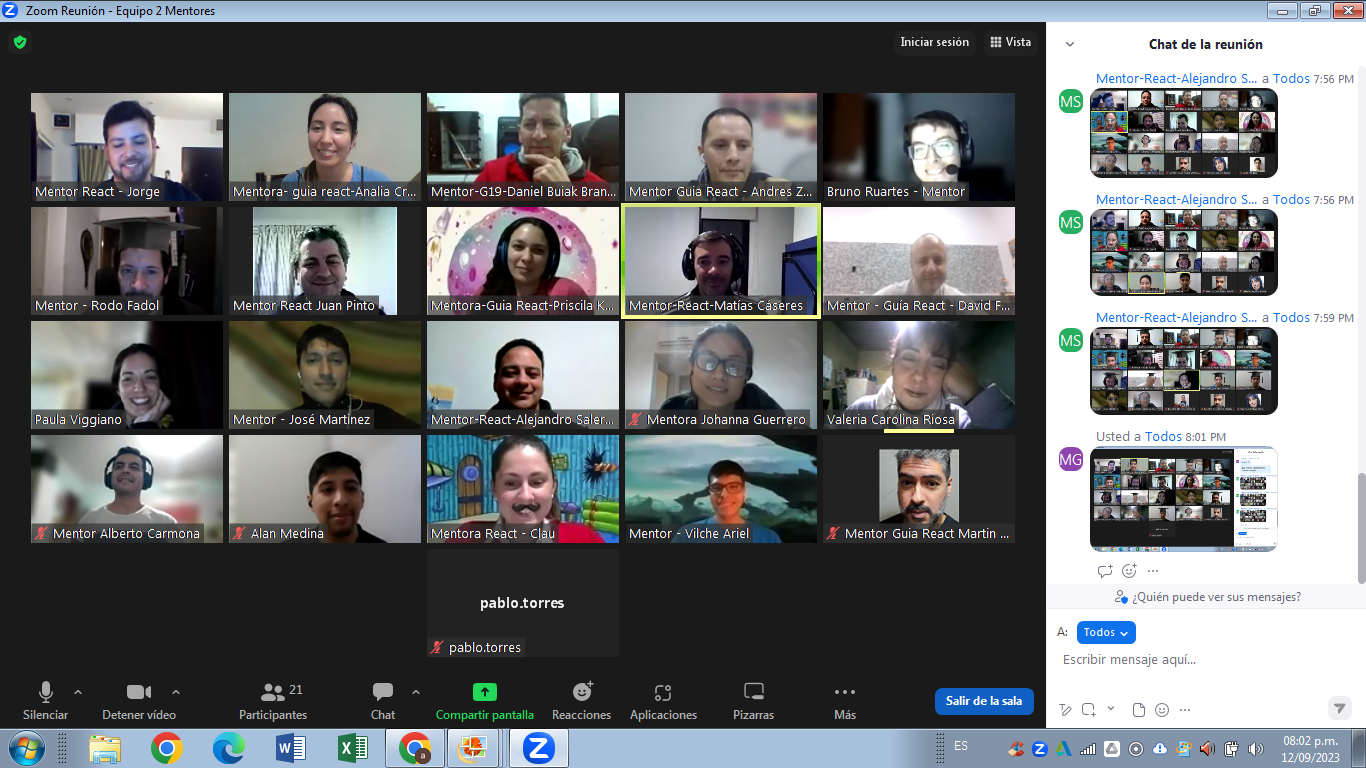 Zoom Reunión - Equipo 2 Mentores
Iniciar sesión
Vista
Mentor React - Jorge
Mentora- guia react-Analia Cr...
Mentor-G19-Daniel Buiak Bran...
Mentor Guia React - Andres Z...
Bruno Ruartes - Mentor
Mentor - Rodo Fadol
Mentor React Juan Pinto
Mentora-Guia React-Priscila K...
Mentor-React-Matías Cáseres
Mentor - Guía React - David F...
Paula Viggiano
Mentor - José Martínez
Mentor-React-Alejandro Saler...
Mentora Johanna Guerrero
Valeria Carolina Riosa
Mentor Alberto Carmona
Alan Medina
Mentora React - Clau
Mentor - Vilche Ariel
Mentor Guia React Martin ...
pablo.torres
pablo.torres
Silenciar
Detener vídeo
21
Participantes
Chat
Compartir pantalla
Reacciones
Aplicaciones
Pizarras
Más
Salir de la sala
Chat de la reunión
Mentor-React-Alejandro S... a Todos 7:56 PM
MS
Mentor-React-Alejandro S... a Todos 7:56 PM
MS
Mentor-React-Alejandro S... a Todos 7:59 PM
MS
Usted a Todos 8:01 PM
MG
¿Quién puede ver sus mensajes?
A: Todos
Escribir mensaje aquí...
ES
08:02 p.m.
12/09/2023